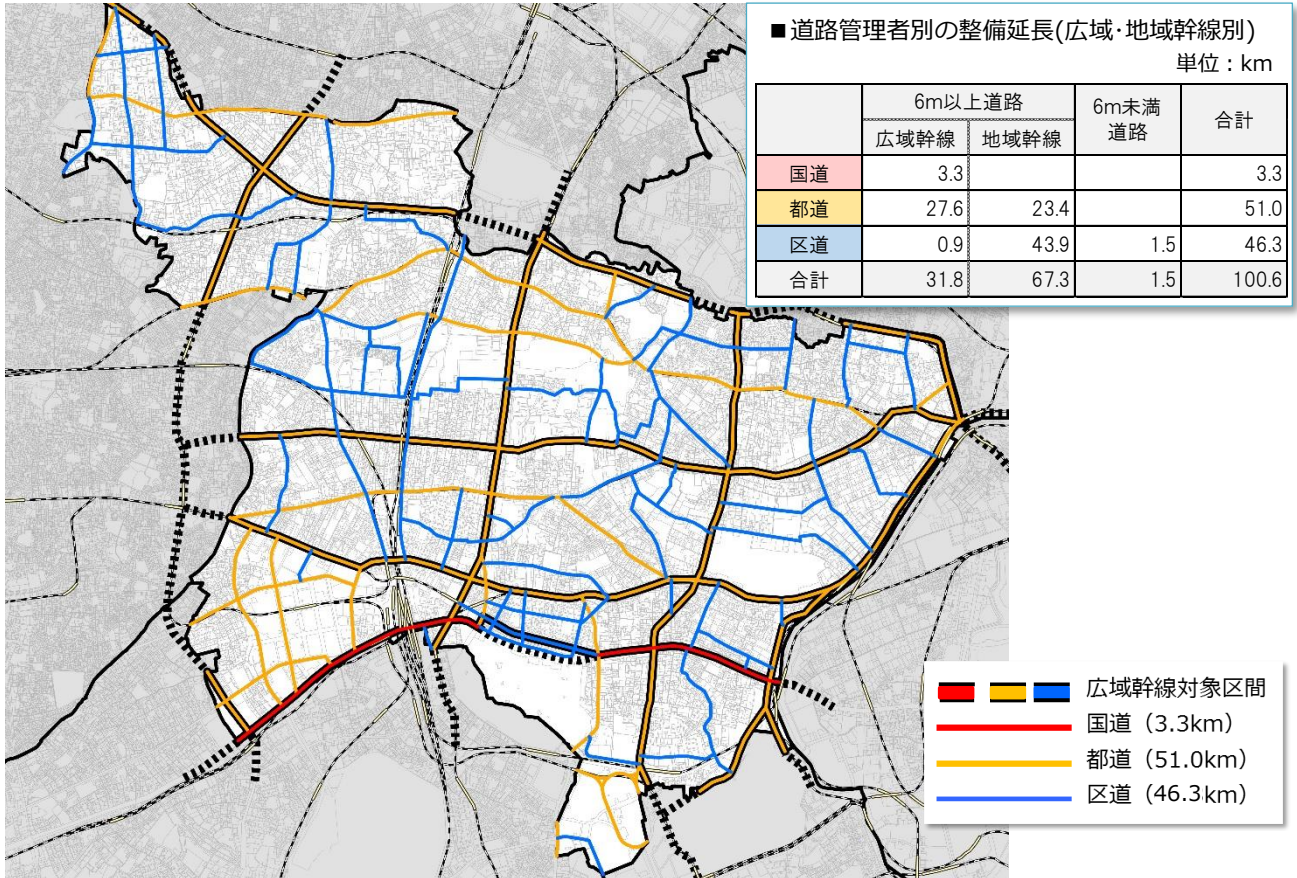 ■道路管理者別の整備延長(広域・地域幹線別)
単位：km
6m以上道路 6m未満道路 合計
広域幹線 地域幹線
国道 3.3 3.3
都道 27.6 23.4 51.0
区道 0.9 43.9 1.5 46.3
合計 31.8 67.3 1.5 100.6
広域幹線対象区間
国道（3.3km）
都道（51.0km）
区道（46.3km）